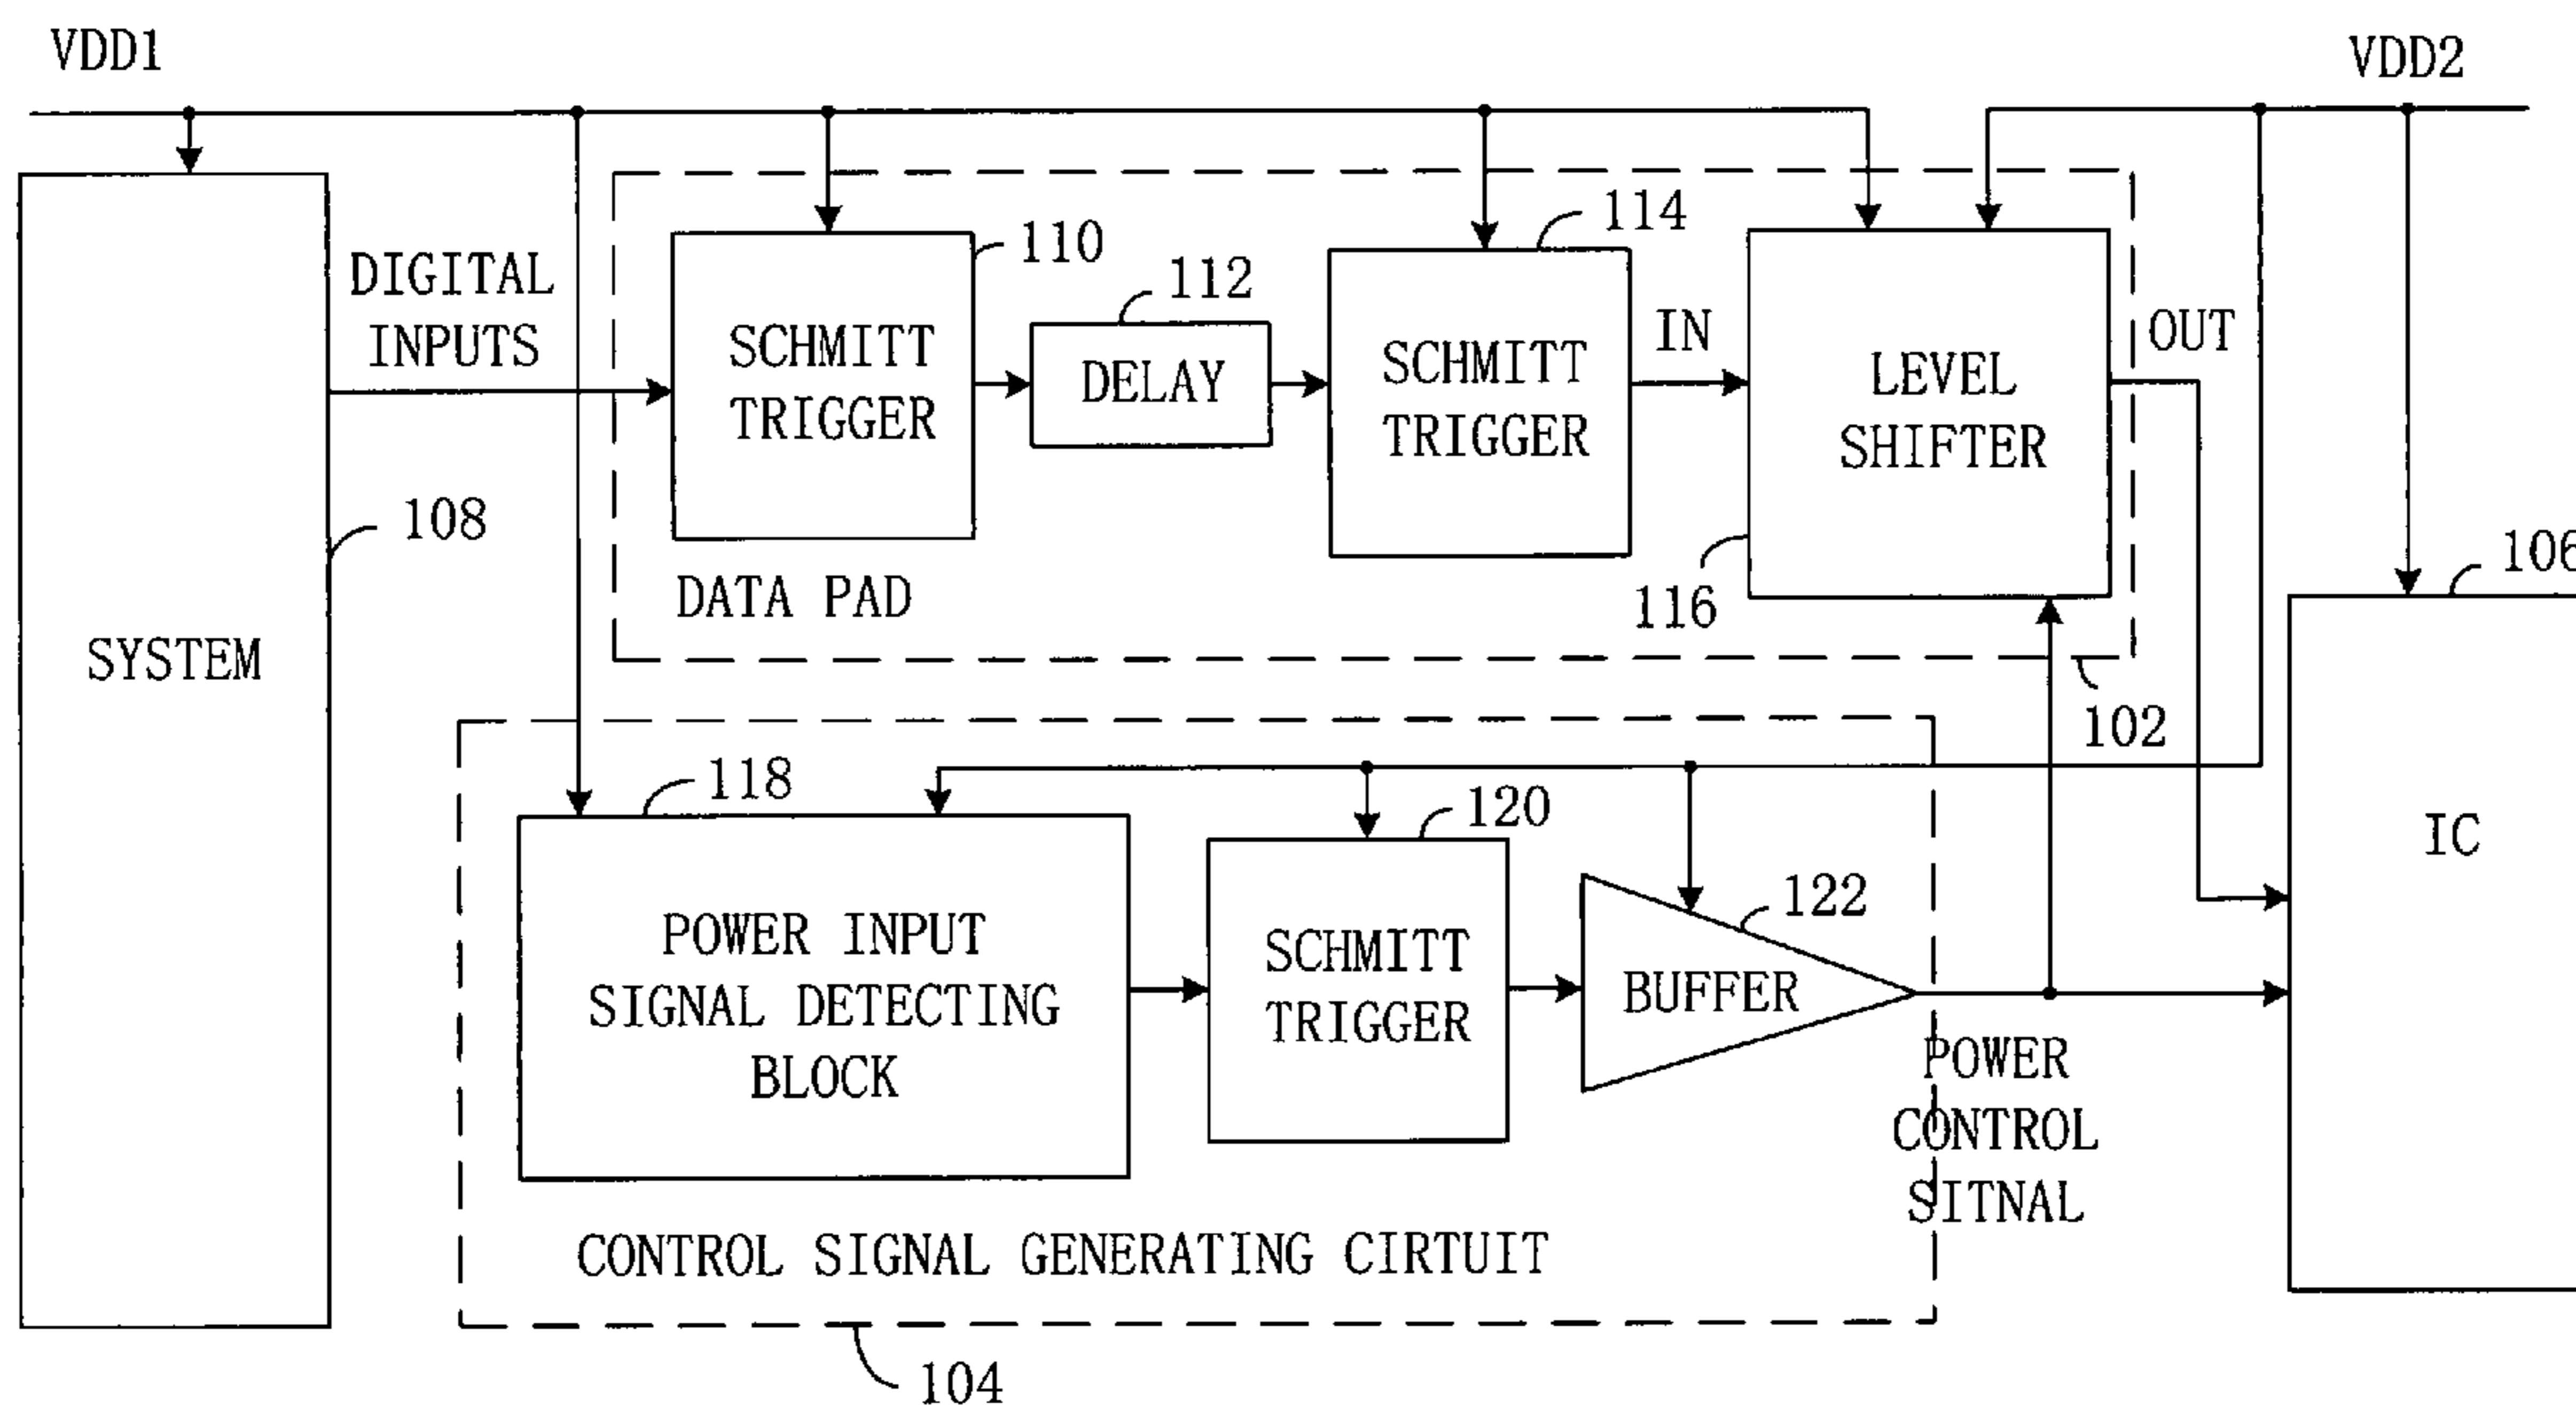 VDD1
VDD2
DIGITAL
INPUTS
SCHMITT
TRIGGER
110
112
DELAY
114
SCHMITT
TRIGGER
IN
LEVEL
SHIFTER
OUT
116
DATA PAD
102
108
SYSTEM
106
IC
118
POWER INPUT
SIGNAL DETECTING
BLOCK
120
SCHMITT
TRIGGER
122
BUFFER
POWER
CONTROL
SITNAL
CONTROL SIGNAL GENERATING CIRTUIT
104